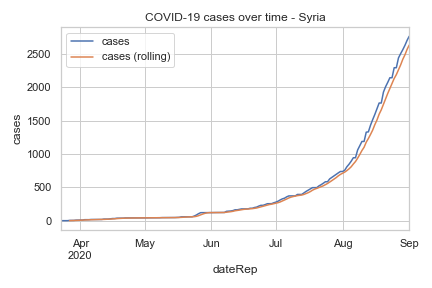 COVID-19 cases over time - Syria
cases
cases (rolling)
cases
2500
2000
1500
1000
500
0
Apr May Jun Jul Aug Sep
2020
dateRep